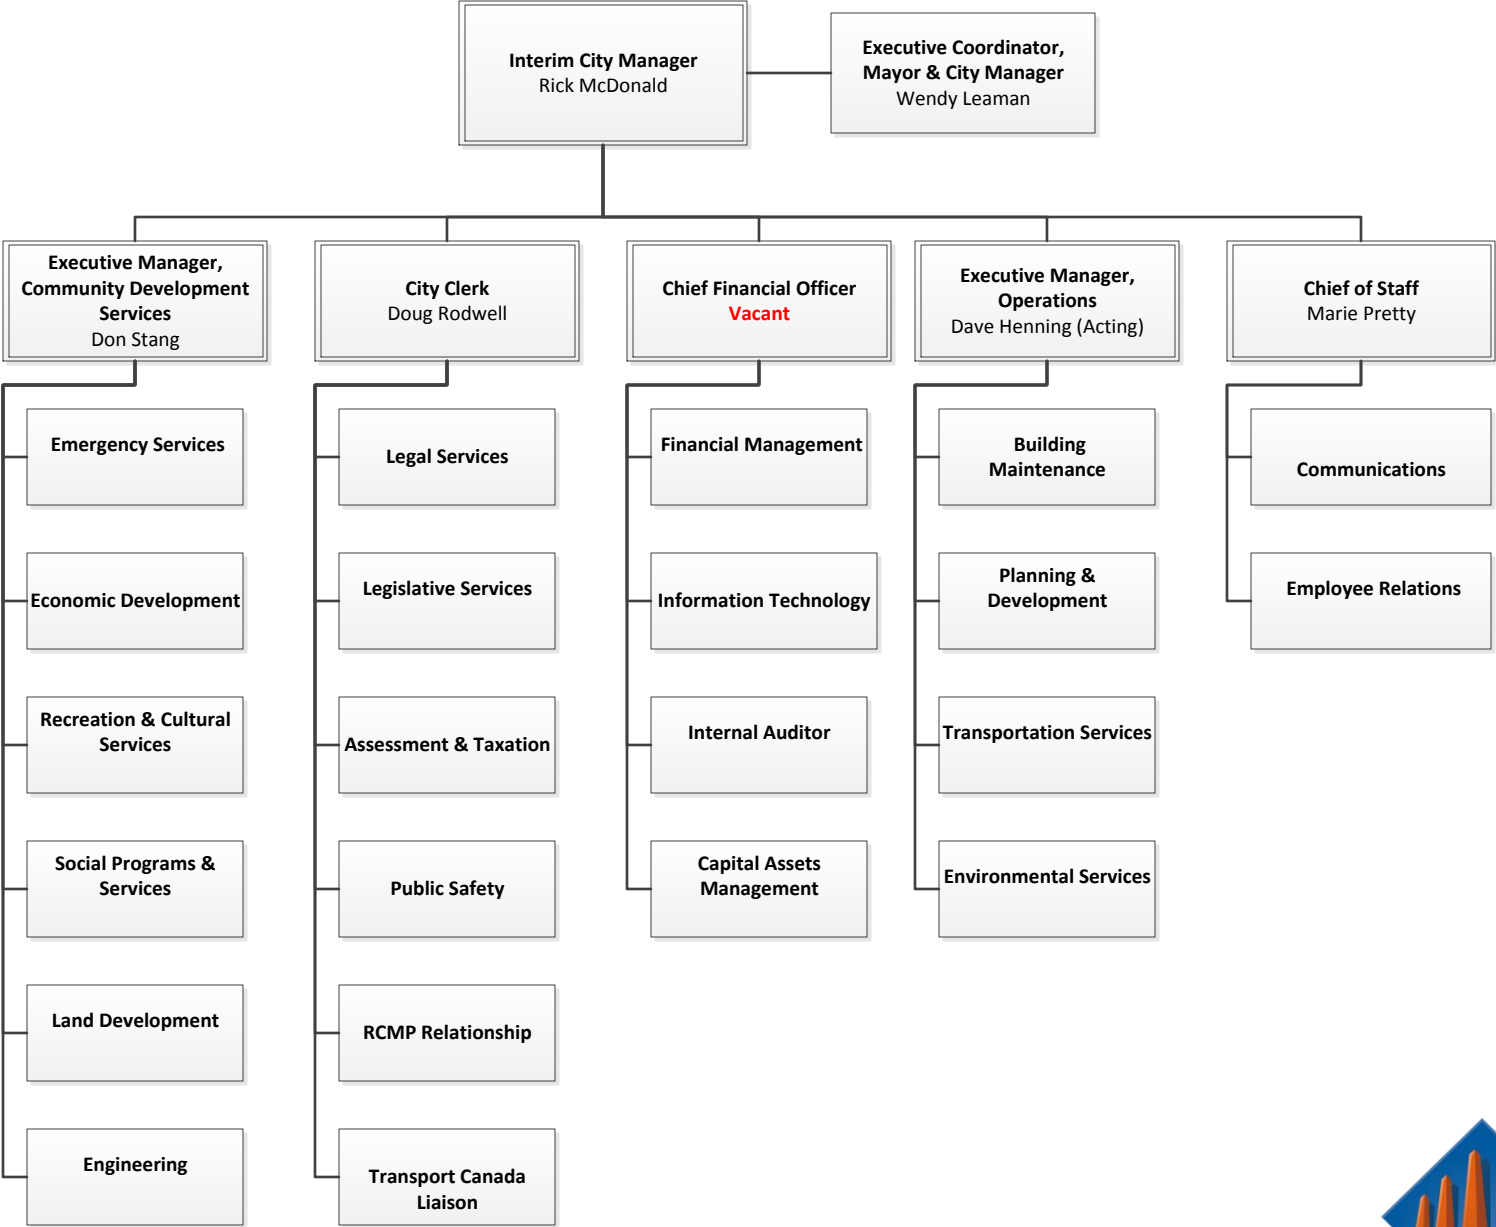 Interim City Manager
Rick McDonald
Executive Coordinator,
Mayor & City Manager
Wendy Leaman
Executive Manager,
Community Development
Services
Don Stang
City Clerk
Doug Rodwell
Chief Financial Officer
Vacant
Executive Manager,
Operations
Dave Henning (Acting)
Chief of Staff
Marie Pretty
Emergency Services
Economic Development
Recreation & Cultural
Services
Social Programs &
Services
Land Development
Engineering
Legal Services
Legislative Services
Assessment & Taxation
Public Safety
RCMP Relationship
Transport Canada
Liaison
Financial Management
Information Technology
Internal Auditor
Capital Assets
Management
Building
Maintenance
Planning &
Development
Transportation Services
Environmental Services
Communications
Employee Relations